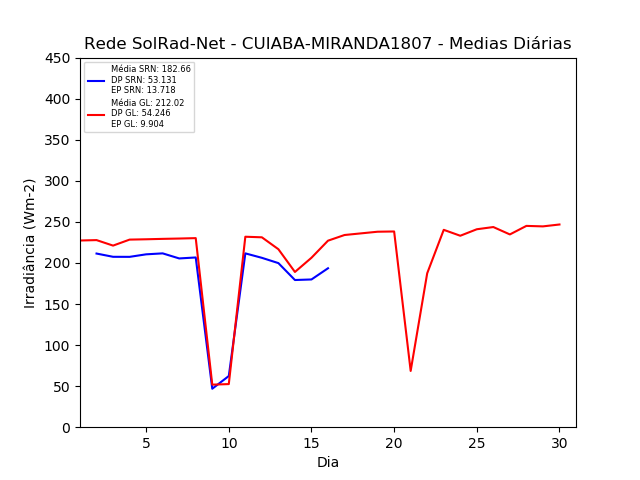 Rede SolRad-Net - CUIABA-MIRANDA1807 - Medias Diárias
Média SRN: 182.66
DP SRN: 53.131
EP SRN: 13.718
Média GL: 212.02
DP GL: 54.246
EP GL: 9.904
Irradiância (Wm-2)
450
400
350
300
250
200
150
100
50
0
5
10
15
20
25
30
Dia